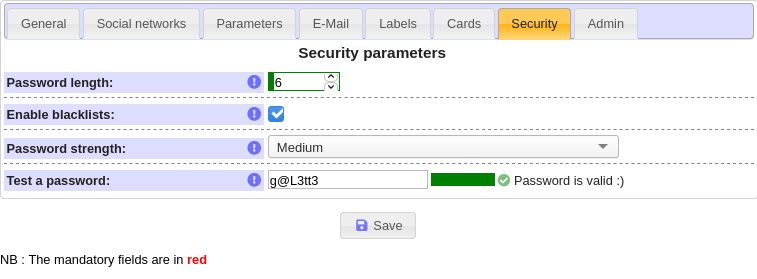 General Social networks Parameters E-Mail Labels Cards Security Admin
Security parameters
Password length: 6
Enable blacklists:
Password strength: Medium
Test a password: g@L3tt3 Password is valid :)
Save
NB : The mandatory fields are in red